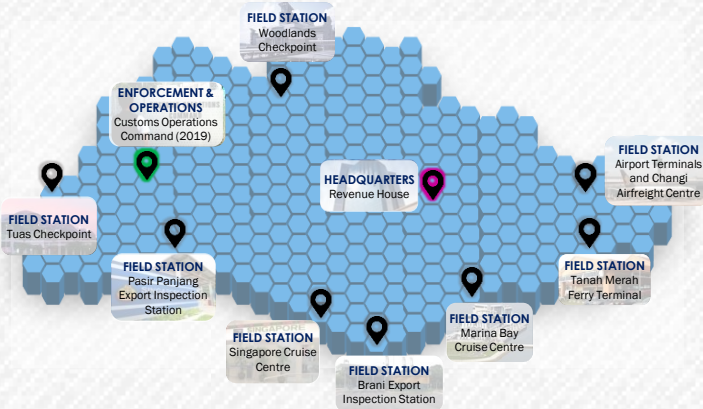 FIELD STATION
Woodlands
Checkpoint
ENFORCEMENT &
OPERATIONS
Customs Operations
Command (2019)
HEADQUARTERS
Revenue House
FIELD STATION
Airport Terminals
and Changi
Airfreight Centre
FIELD STATION
Tuas Checkpoint
FIELD STATION
Pasir Panjang
Export Inspection
Station
FIELD STATION
Tanah Merah
Ferry Terminal
FIELD STATION
Singapore Cruise
Centre
FIELD STATION
Marina Bay
Cruise Centre
FIELD STATION
Brani Export
Inspection Station